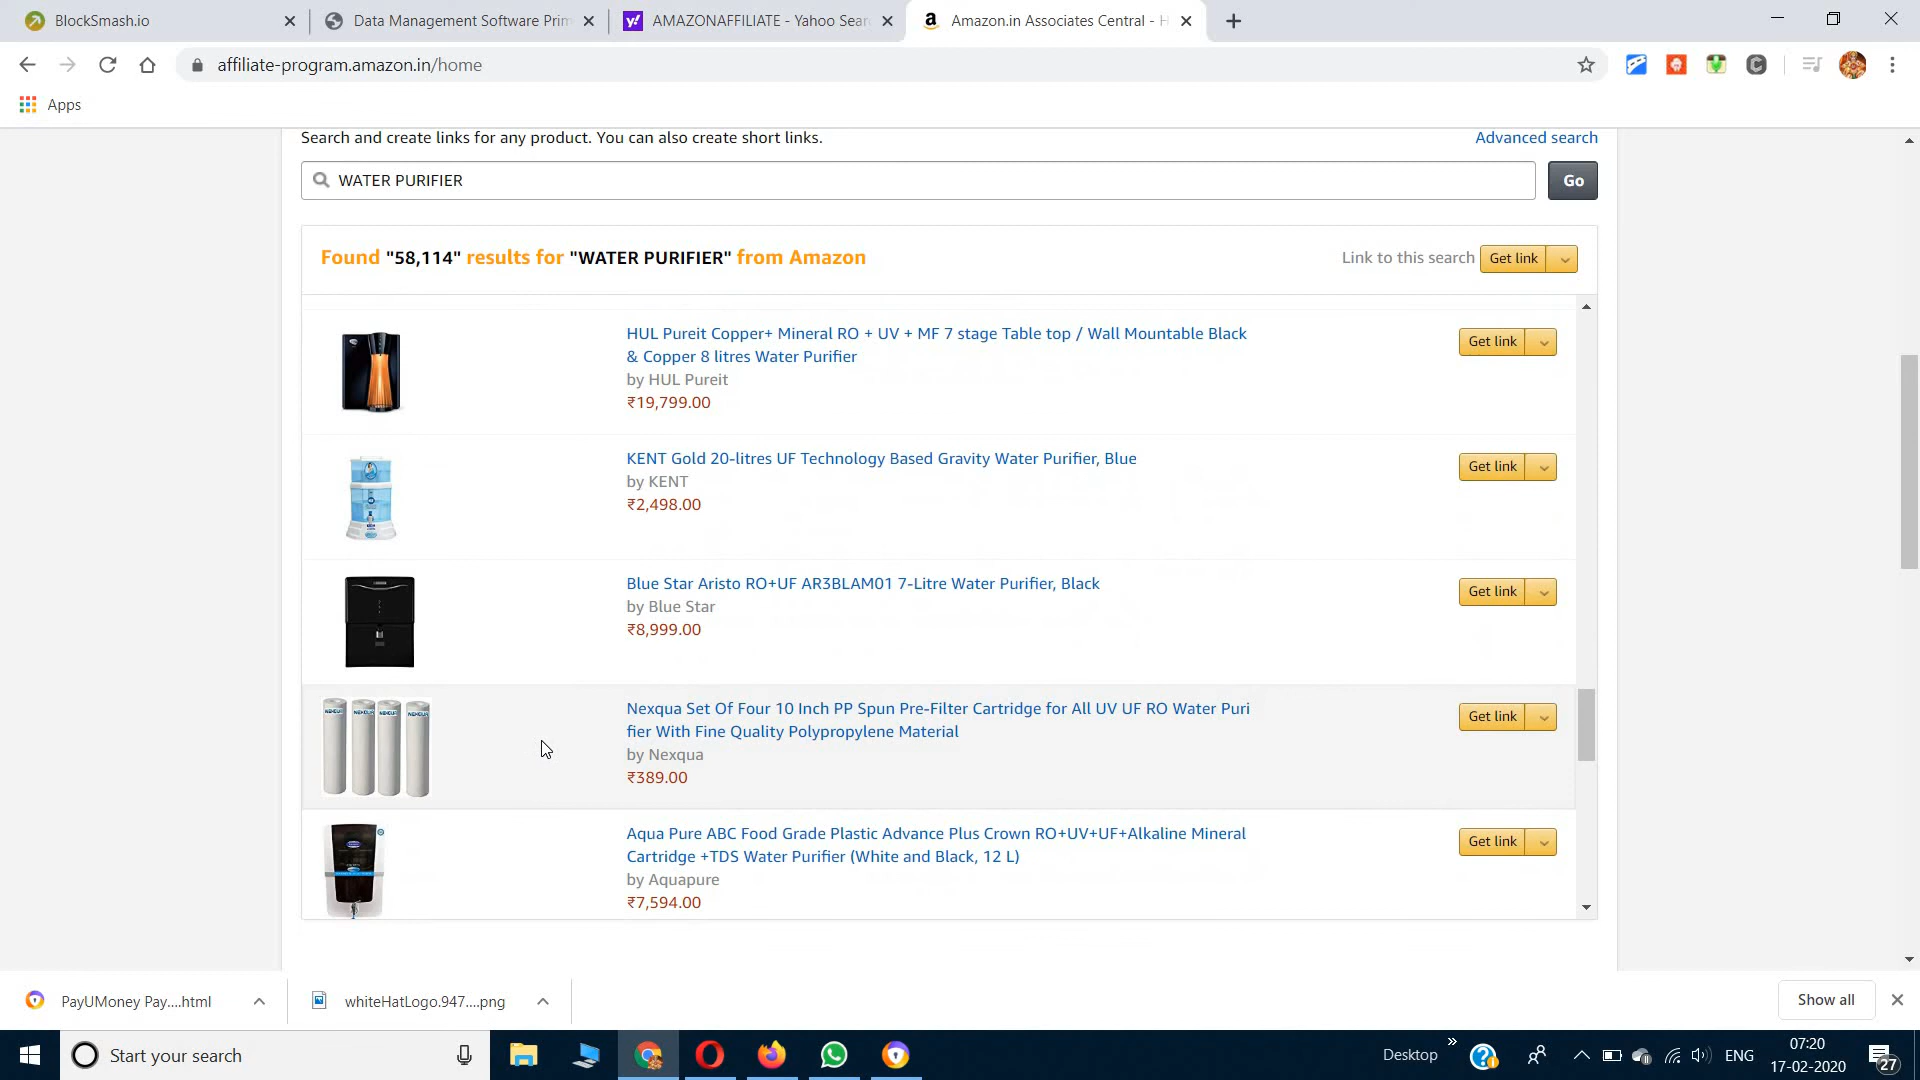 BlockSmash.io
Data Management Software Prim
AMAZONAFFILIATE - Yahoo Sear
Amazon.in Associates Central - H
affiliate-program.amazon.in/home
Apps
Search and create links for any product. You can also create short links.
Advanced search
WATER PURIFIER
Go
Found "58,114" results for "WATER PURIFIER" from Amazon
Link to this search
Get link
HUL Pureit Copper+ Mineral RO + UV + MF 7 stage Table top / Wall Mountable Black
& Copper 8 litres Water Purifier
by HUL Pureit
₹19,799.00
Get link
KENT Gold 20-litres UF Technology Based Gravity Water Purifier, Blue
by KENT
₹2,498.00
Get link
Blue Star Aristo RO+UF AR3BLAM01 7-Litre Water Purifier, Black
by Blue Star
₹8,999.00
Get link
Nexqua Set Of Four 10 Inch PP Spun Pre-Filter Cartridge for All UV UF RO Water Puri
fier With Fine Quality Polypropylene Material
by Nexqua
₹389.00
Get link
Aqua Pure ABC Food Grade Plastic Advance Plus Crown RO+UV+UF+Alkaline Mineral
Cartridge +TDS Water Purifier (White and Black, 12 L)
by Aquapure
₹7,594.00
Get link
PayUMoney Pay....html
whiteHatLogo.947....png
Show all
Start your search
Desktop
ENG
07:20
17-02-2020
27